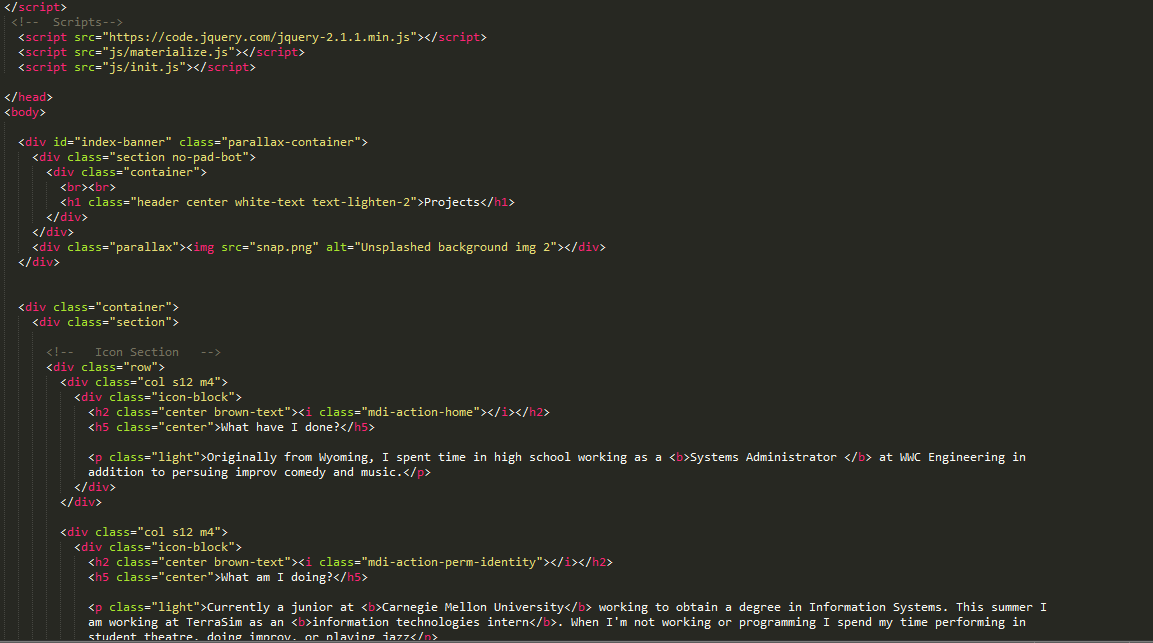 </script>
<!--  Scripts-->
<script src="https://code.jquery.com/jquery-2.1.1.min.js"></script>
<script src="js/materialize.js"></script>
<script src="js/init.js"></script>
</head>
<body>
<div id="index-banner" class="parallax-container">
<div class="section no-pad-bot">
<div class="container">
<br><br>
<h1 class="header center white-text text-lighten-2">Projects</h1>
</div>
</div>
<div class="parallax"><img src="snap.png" alt="Unsplashed background img 2"></div>
</div>
<div class="container">
<div class="section">
<!--   Icon Section   -->
<div class="row">
<div class="col s12 m4">
<div class="icon-block">
<h2 class="center brown-text"><i class="mdi-action-home"></i></h2>
<h5 class="center">What have I done?</h5>
<p class="light">Originally from Wyoming, I spent time in high school working as a <b>Systems Administrator </b> at WWC Engineering in
addition to persuing improv comedy and music.</p>
</div>
</div>
<div class="col s12 m4">
<div class="icon-block">
<h2 class="center brown-text"><i class="mdi-action-perm-identity"></i></h2>
<h5 class="center">What am I doing?</h5>
<p class="light">Currently a junior at <b>Carnegie Mellon University</b> working to obtain a degree in Information Systems. This summer I
am working at TerraSim as an <b>information technologies intern</b>. When I'm not working or programming I spend my time performing in
student theatre, doing improv, or playing jazz</p>